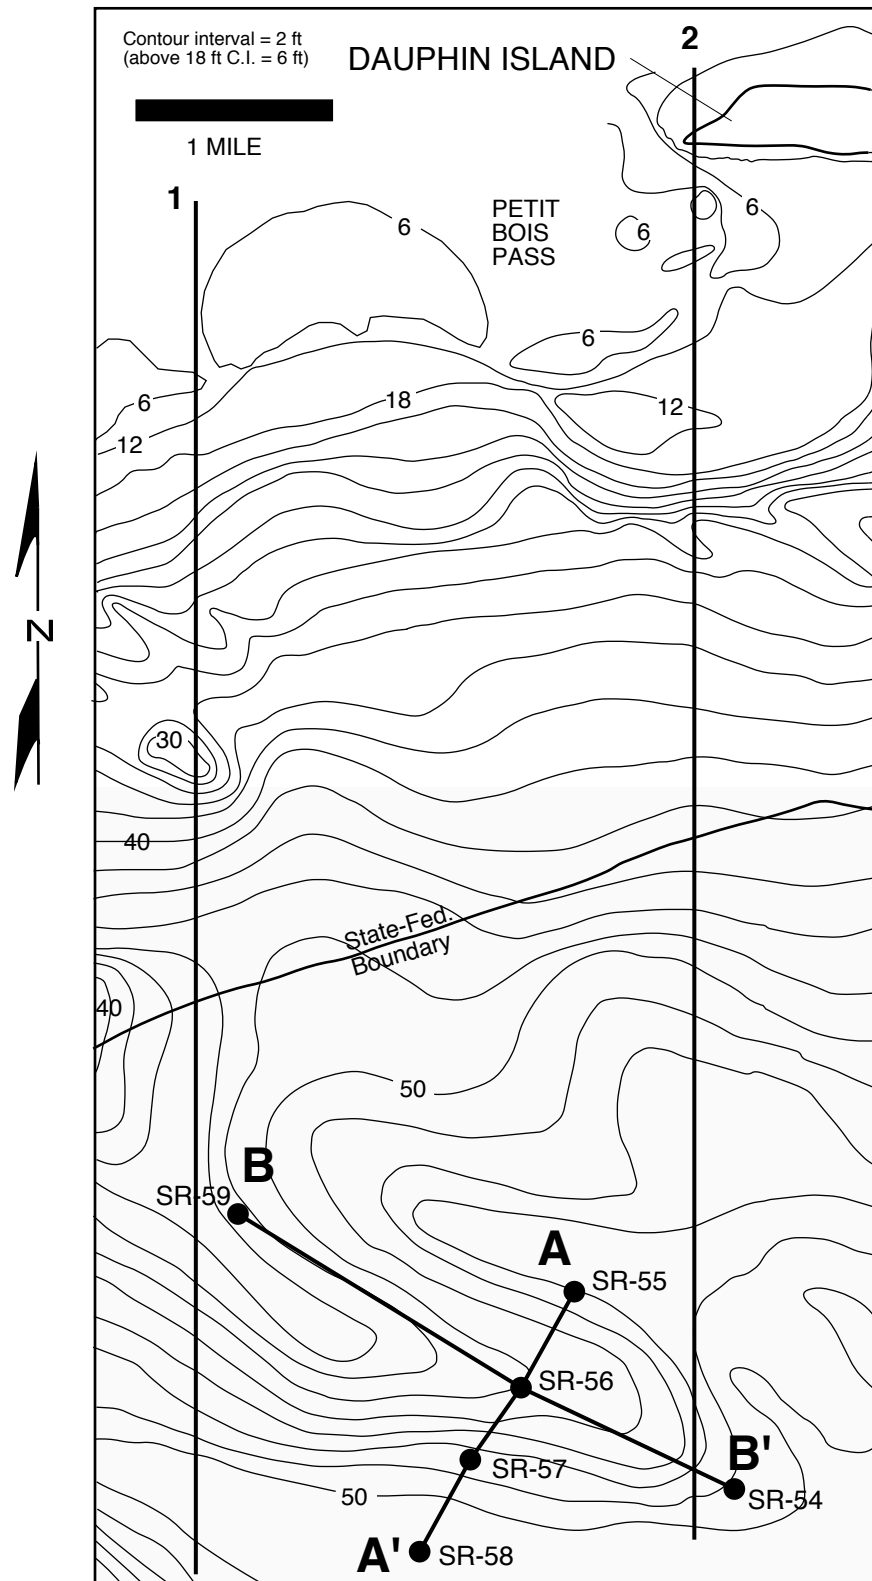 Contour interval = 2 ft
(above 18 ft C.I. = 6 ft)
DAUPHIN ISLAND
2
1 MILE
1
PETIT
BOIS
PASS
6
6
6
6
6
12
18
12
N
30
40
State-Fed.
Boundary
40
50
B
SR-59
A
SR-55
SR-56
B'
SR-57
SR-54
50
A'
SR-58